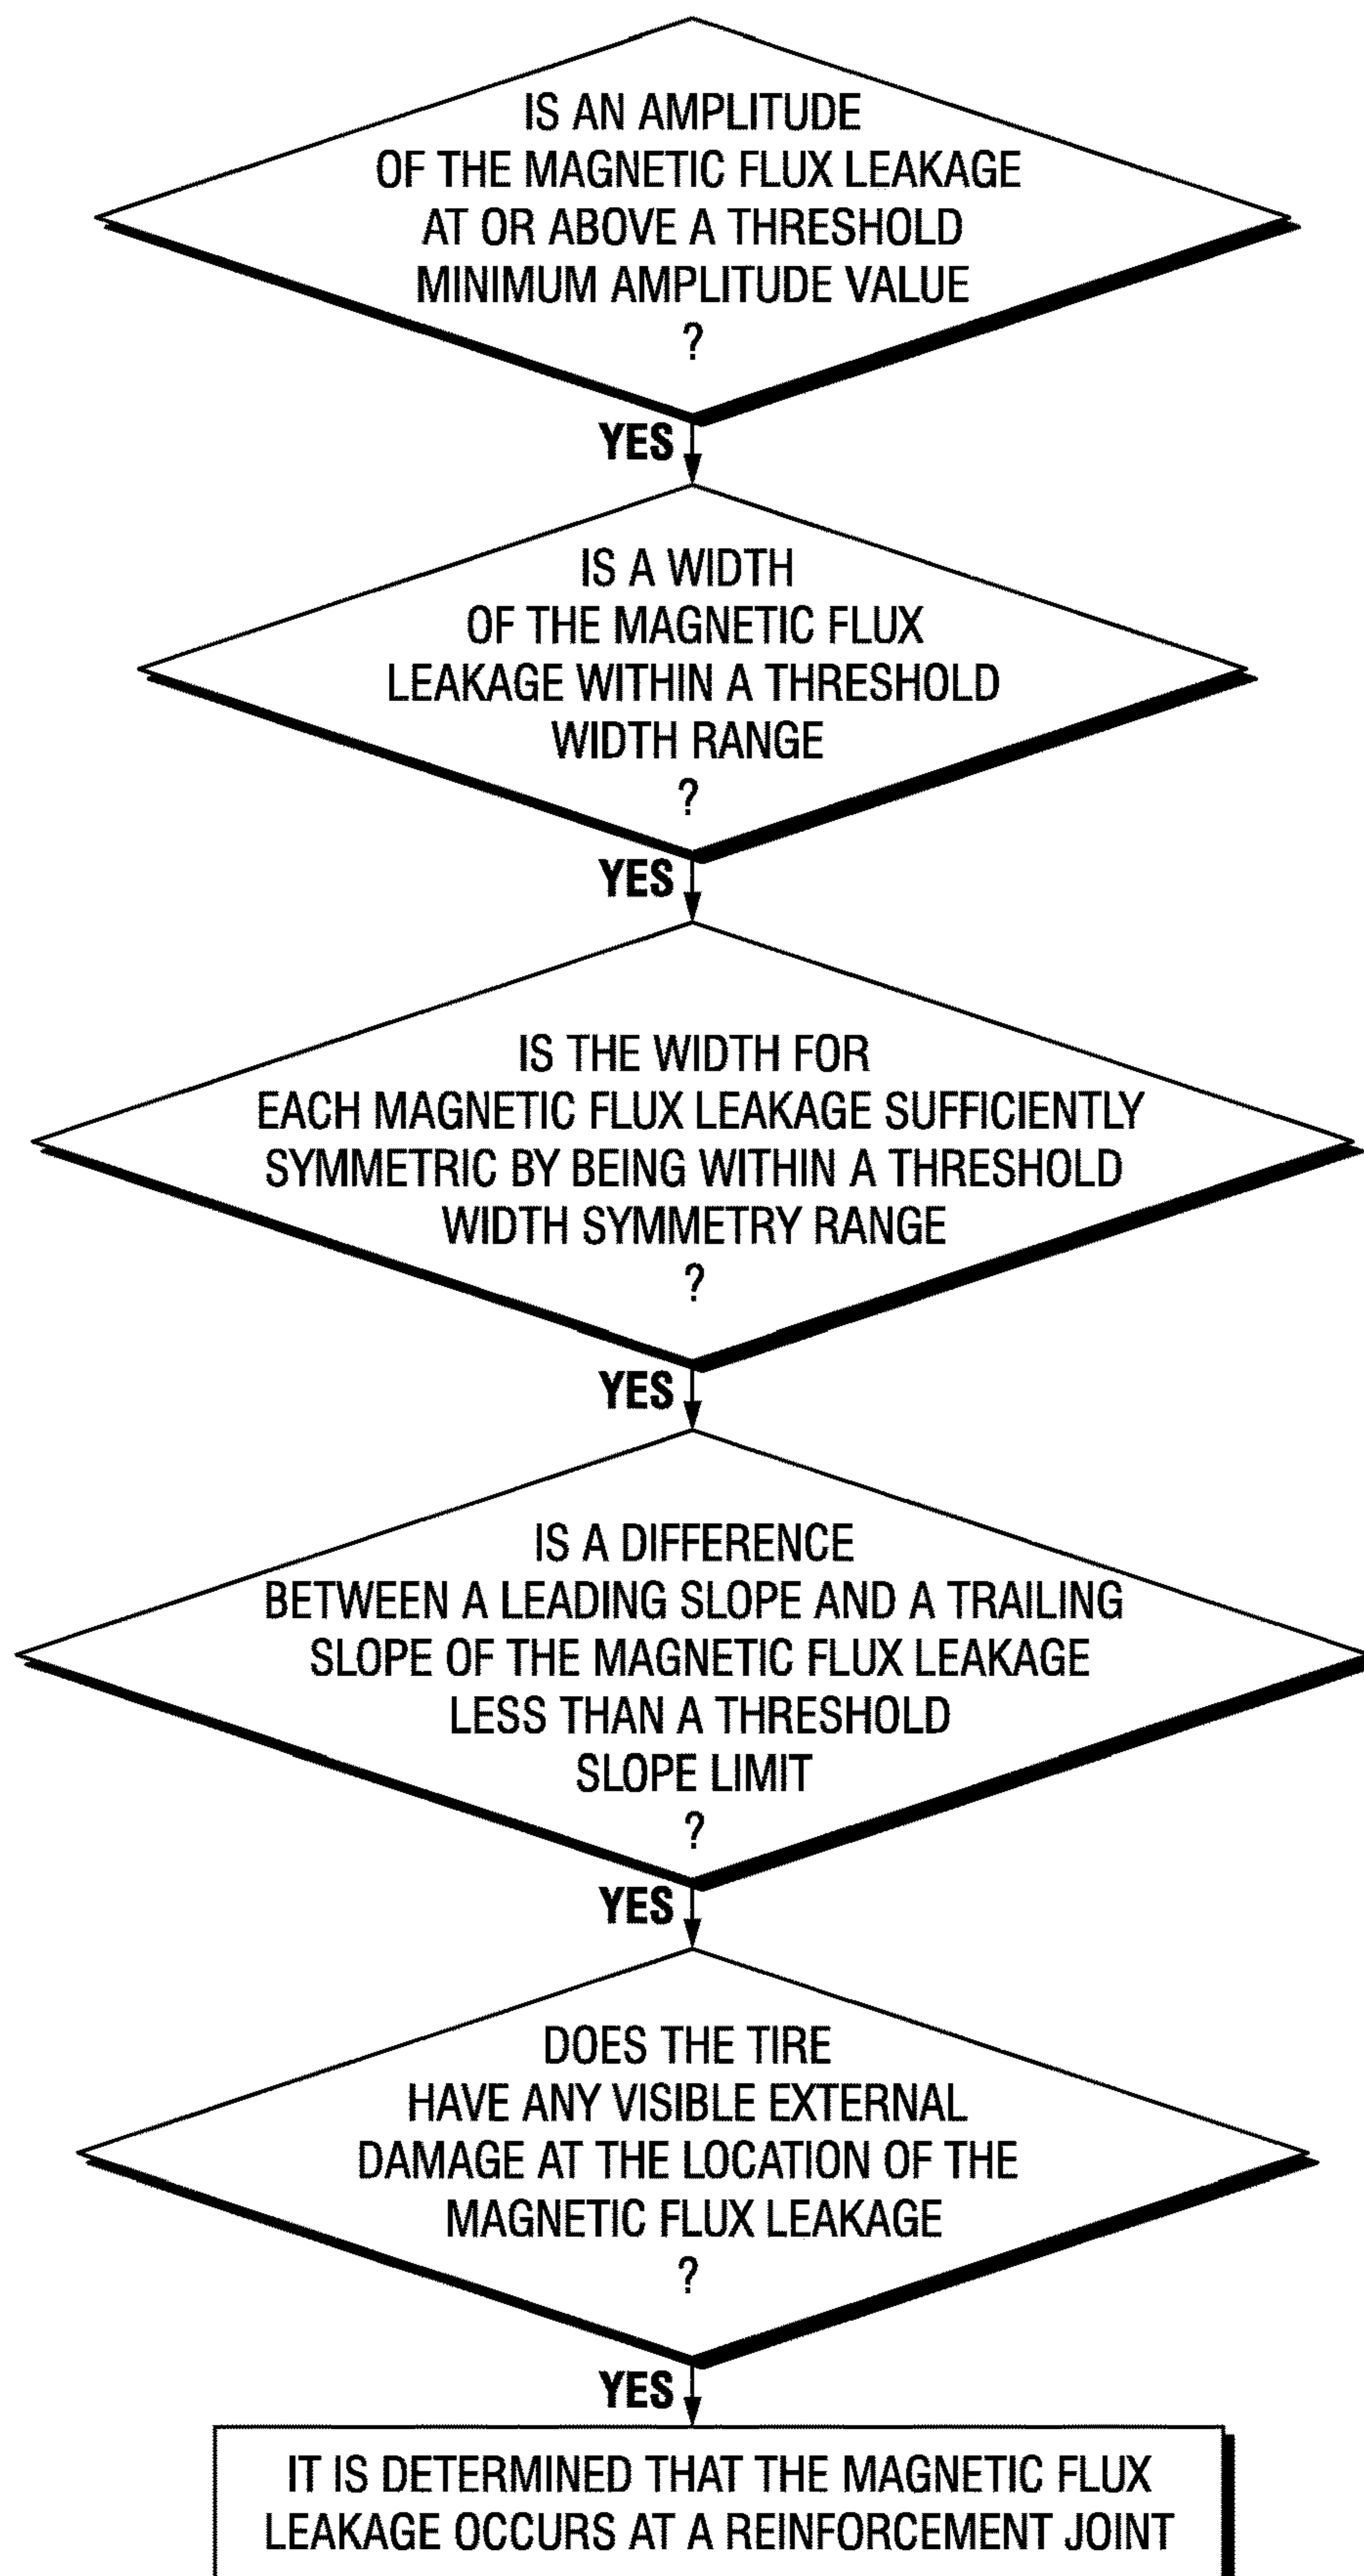 IS AN AMPLITUDE
OF THE MAGNETIC FLUX LEAKAGE
AT OR ABOVE A THRESHOLD
MINIMUM AMPLITUDE VALUE
?
YES
IS A WIDTH
OF THE MAGNETIC FLUX
LEAKAGE WITHIN A THRESHOLD
WIDTH RANGE
?
YES
IS THE WIDTH FOR
EACH MAGNETIC FLUX LEAKAGE SUFFICIENTLY
SYMMETRIC BY BEING WITHIN A THRESHOLD
WIDTH SYMMETRY RANGE
?
YES
IS A DIFFERENCE
BETWEEN A LEADING SLOPE AND A TRAILING
SLOPE OF THE MAGNETIC FLUX LEAKAGE
LESS THAN A THRESHOLD
SLOPE LIMIT
?
YES
DOES THE TIRE
HAVE ANY VISIBLE EXTERNAL
DAMAGE AT THE LOCATION OF THE
MAGNETIC FLUX LEAKAGE
?
YES
IT IS DETERMINED THAT THE MAGNETIC FLUX
LEAKAGE OCCURS AT A REINFORCEMENT JOINT